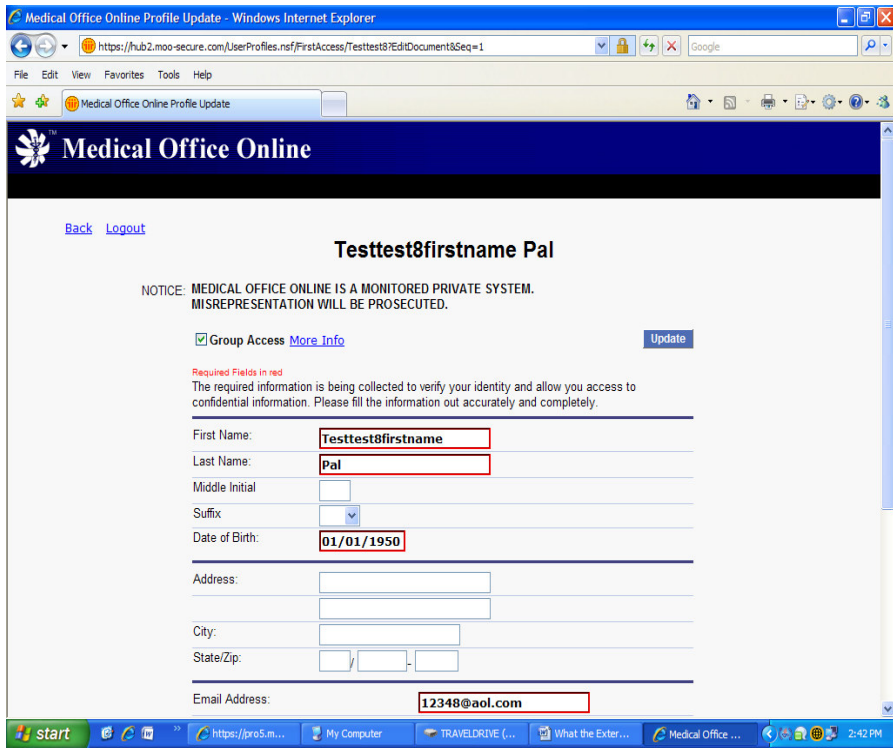 Medical Office Online Profile Update - Windows Internet Explorer
https://hub2.moo-secure.com/UserProfiles.nsf/FirstAccess/Testtest8?EditDocument&Seq=1
Google
File Edit View Favorites Tools Help
Medical Office Online Profile Update
Medical Office Online
TM
Back Logout
Testtest8firstname Pal
NOTICE: MEDICAL OFFICE ONLINE IS A MONITORED PRIVATE SYSTEM.
MISREPRESENTATION WILL BE PROSECUTED.
Group Access More Info Update
Required Fields in red
The required information is being collected to verify your identity and allow you access to
confidential information. Please fill the information out accurately and completely.
First Name: Testtest8firstname
Last Name: Pal
Middle Initial
Suffix
Date of Birth: 01/01/1950
Address:
City:
State/Zip: / -
Email Address: 12348@aol.com
start » https://pro5.m... My Computer TRAVELDRIVE (... What the Exter... Medical Office ... 2:42 PM